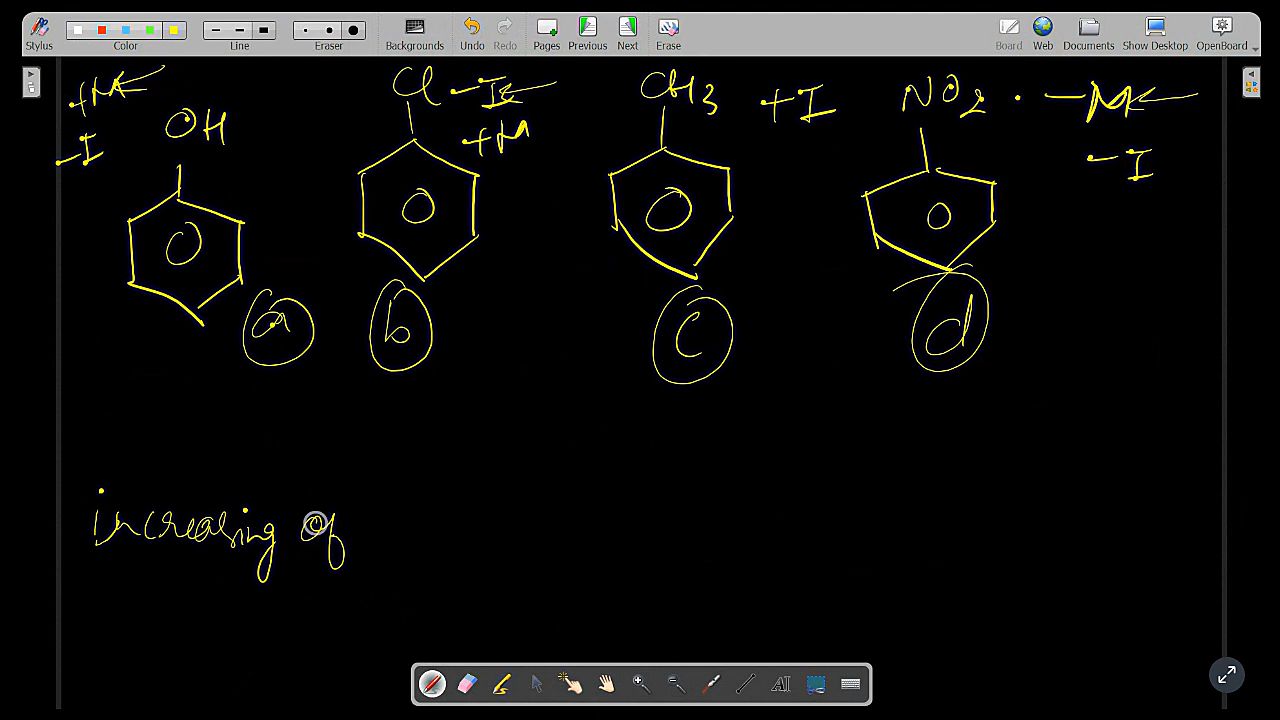 Stylus Color Line Eraser Backgrounds Undo Redo Pages Previous Next Erase Board Web Documents Show Desktop OpenBoard
+M Cl -I CH3 +I NO2 -M
-I OH +M -I
a b c d
increasing of
AI